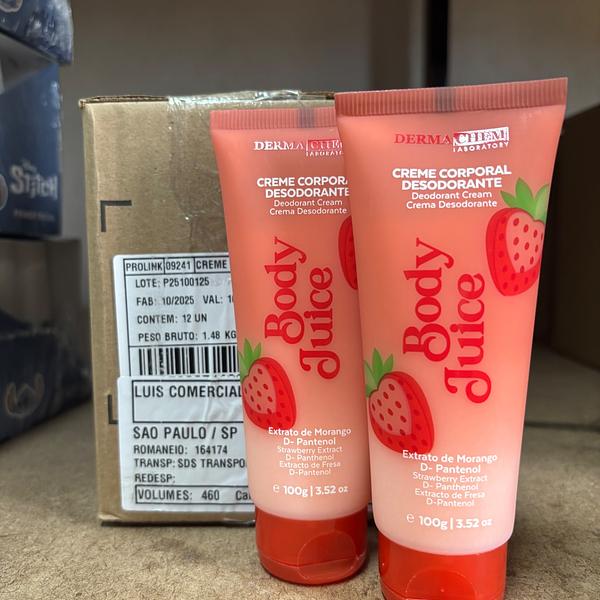 Stitch
PROLINK 09241 CREME
LOTE: P25100125
FAB: 10/2025 VAL: 10
CONTEM: 12 UN
PESO BRUTO: 1.48 KG
LUIS COMERCIAL
SAO PAULO / SP
ROMANEIO: 164174
TRANSP: SDS TRANSPO
REDESP:
VOLUMES: 460
DERMA CHEM
LABORATORY
CREME CORPORA
DESODORANTE
Deodorant Cream
Crema Desodorante
Body
Juice
Extrato de Morango
D- Pantenol
Strawberry Extract
D- Panthenol
Extracto de Fresa
D-Pantenol
e 100g | 3.52 oz
DERMA CHEM
LABORATORY
CREME CORPORAL
DESODORANTE
Deodorant Cream
Crema Desodorante
Body
Juice
Extrato de Morango
D- Pantenol
Strawberry Extract
D- Panthenol
Extracto de Fresa
D-Pantenol
e 100g | 3.52 oz